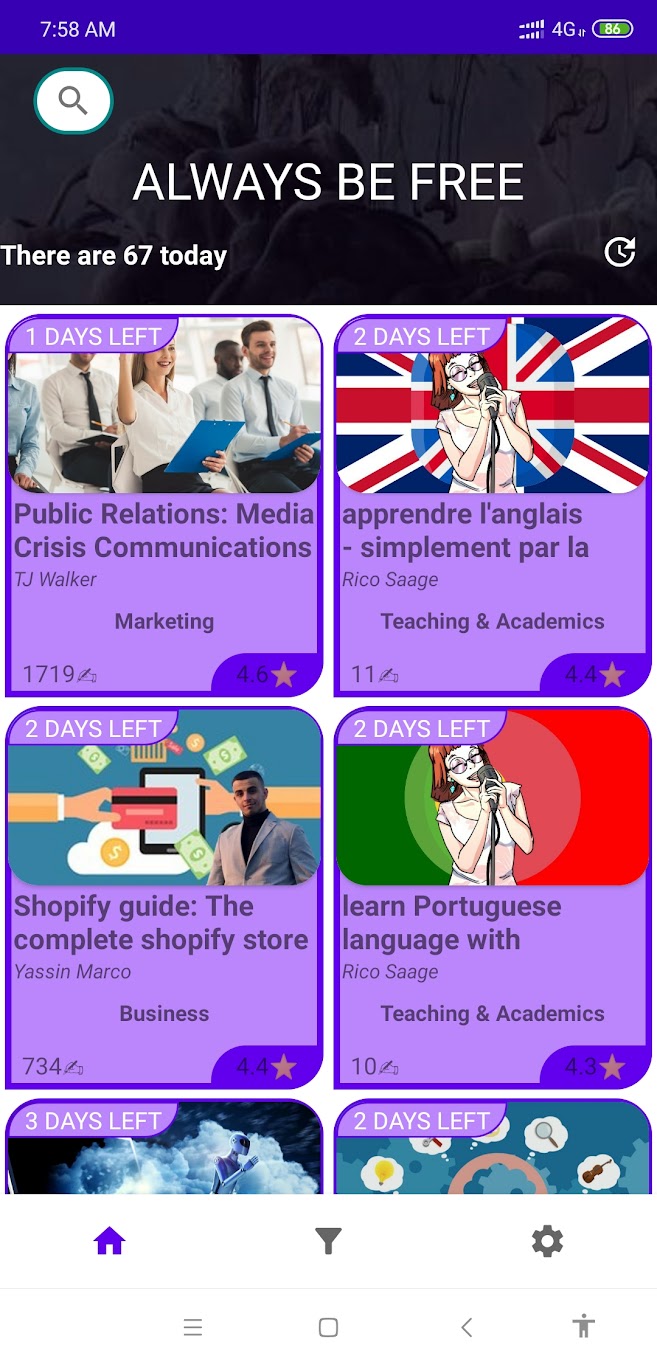 7:58 AM
4G
86
ALWAYS BE FREE
There are 67 today
1 DAYS LEFT
Public Relations: Media
Crisis Communications
TJ Walker
Marketing
1719✍
4.6★
2 DAYS LEFT
apprendre l'anglais
- simplement par la
Rico Saage
Teaching & Academics
11✍
4.4★
2 DAYS LEFT
Shopify guide: The
complete shopify store
Yassin Marco
Business
734✍
4.4★
2 DAYS LEFT
learn Portuguese
language with
Rico Saage
Teaching & Academics
10✍
4.3★
3 DAYS LEFT
2 DAYS LEFT